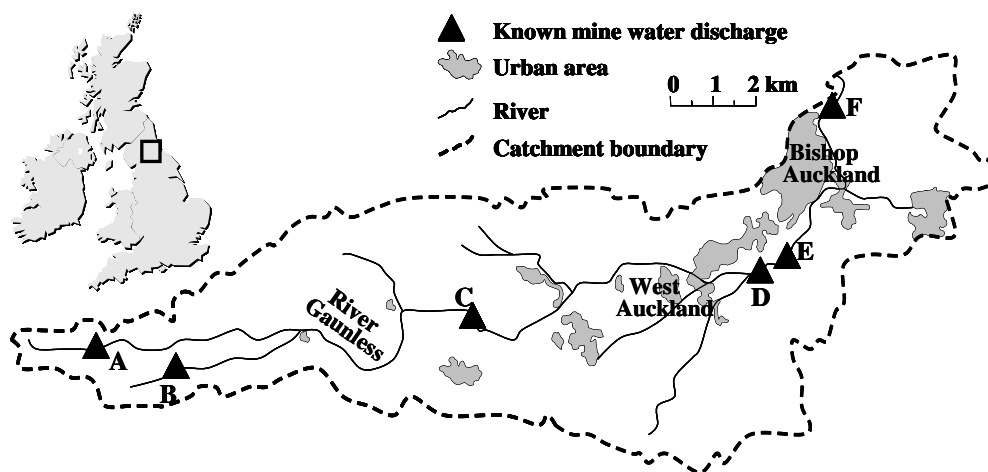 Known mine water discharge
Urban area
0 1 2 km
River
Catchment boundary
F
Bishop
Auckland
E
D
West
Auckland
C
River
Gaunless
A
B